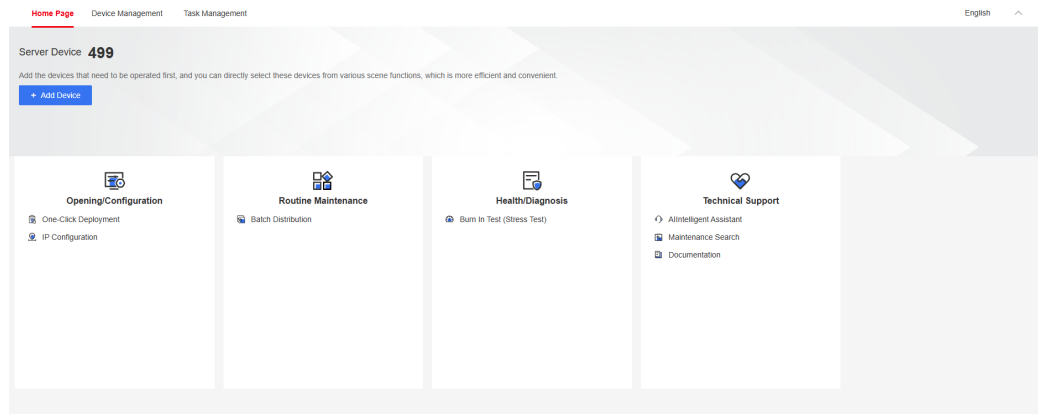 Home Page Device Management Task Management English
Server Device 499
Add the devices that need to be operated first, and you can directly select these devices from various scene functions, which is more efficient and convenient.
+ Add Device
Opening/Configuration
One-Click Deployment
IP Configuration
Routine Maintenance
Batch Distribution
Health/Diagnosis
Burn In Test (Stress Test)
Technical Support
AIIntelligent Assistant
Maintenance Search
Documentation